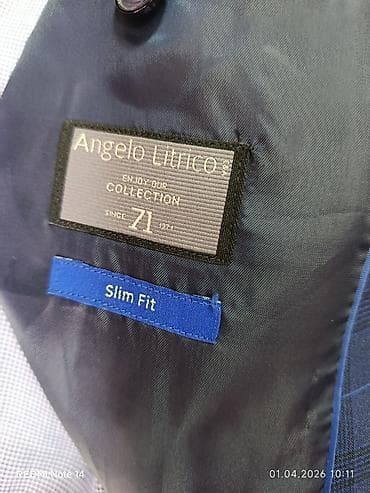 Angelo Litrico
ENJOY OUR
COLLECTION
SINCE 71 1971
Slim Fit
REDMI Note 14
01.04.2026 10:11